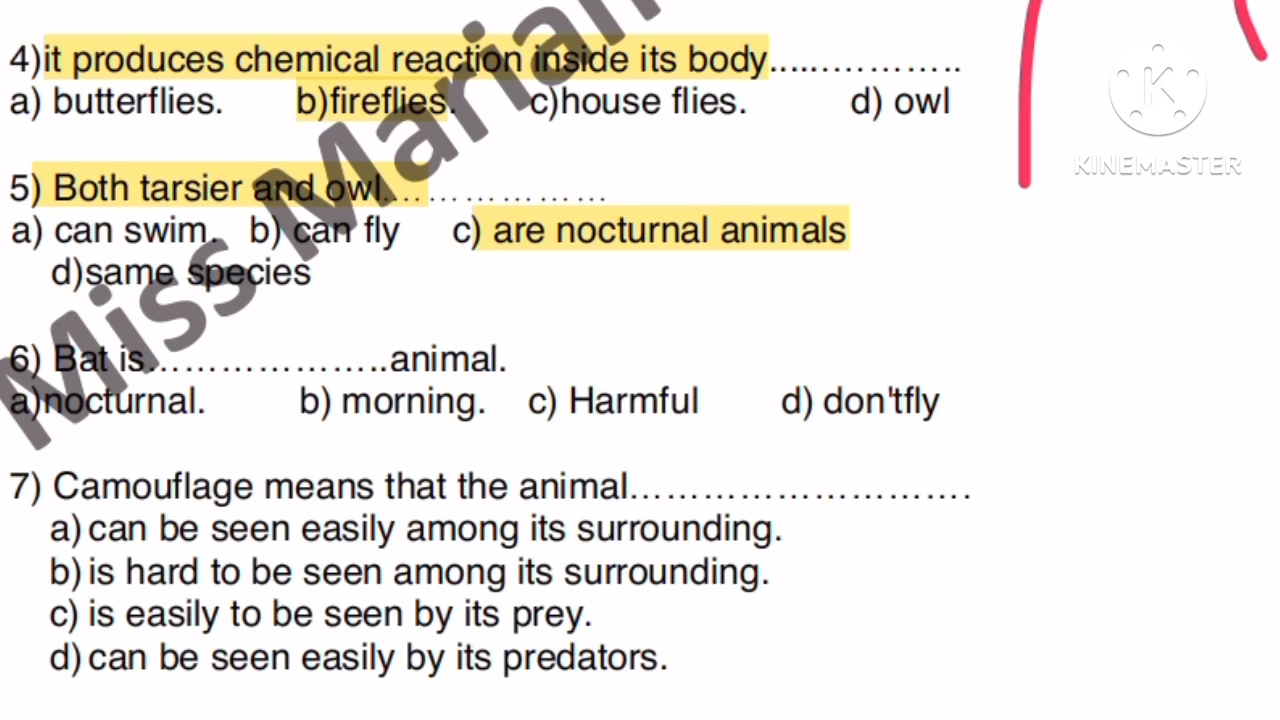 4)it produces chemical reaction inside its body.....…………..
a) butterflies. b)fireflies. c)house flies. d) owl
5) Both tarsier and owl………………
a) can swim. b) can fly c) are nocturnal animals
d)same species
6) Bat is………………..animal.
a)nocturnal. b) morning. c) Harmful d) don'tfly
7) Camouflage means that the animal……………………….
a) can be seen easily among its surrounding.
b) is hard to be seen among its surrounding.
c) is easily to be seen by its prey.
d) can be seen easily by its predators.
Miss Marian
K
KINEMASTER